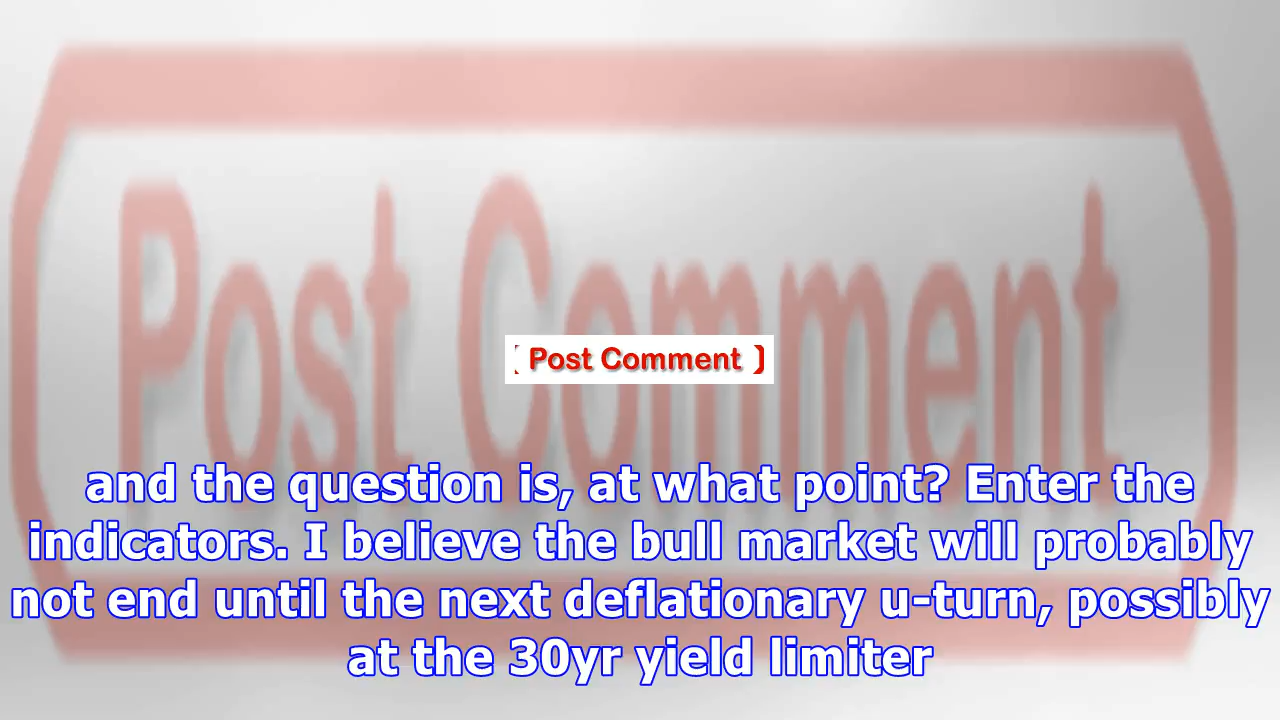 Post Comment
[ Post Comment ]
and the question is, at what point? Enter the
indicators. I believe the bull market will probably
not end until the next deflationary u-turn, possibly
at the 30yr yield limiter